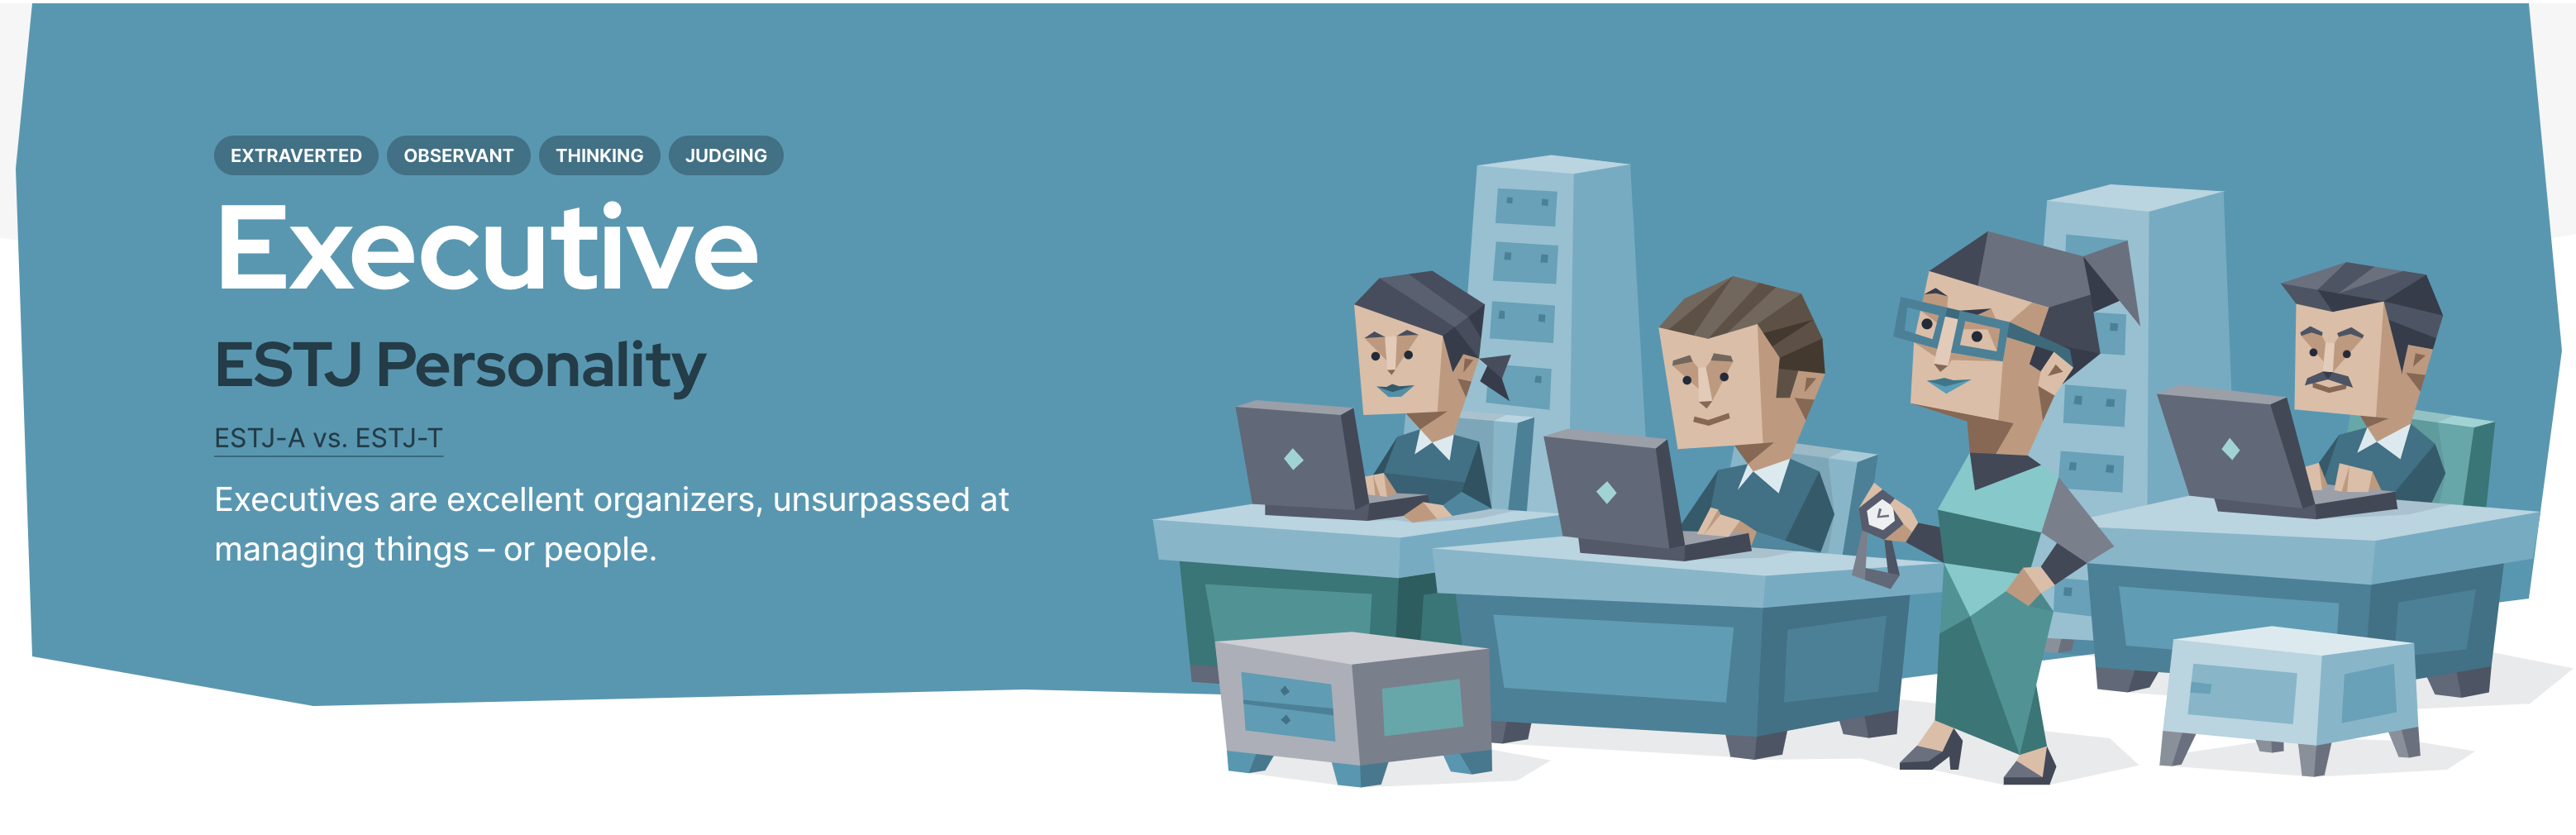 EXTRAVERTED OBSERVANT THINKING JUDGING
Executive
ESTJ Personality
ESTJ-A vs. ESTJ-T
Executives are excellent organizers, unsurpassed at
managing things – or people.